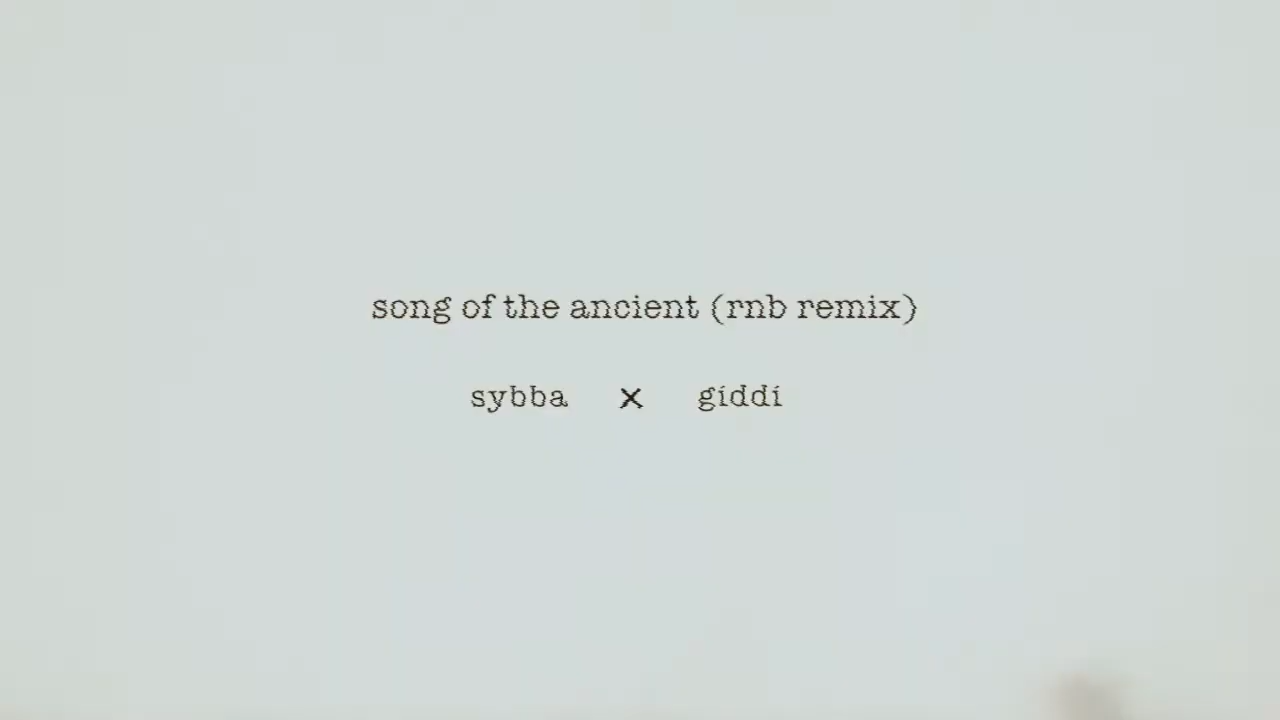 song of the ancient (rnb remix)
sybba x giddi